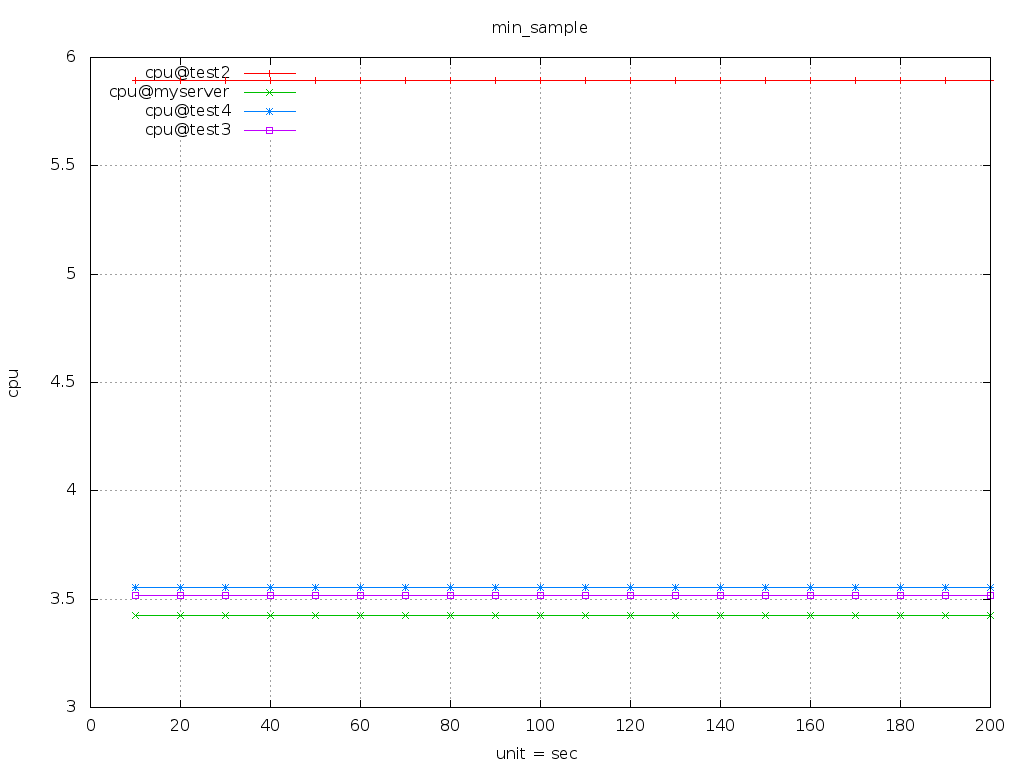 min_sample
6
cpu@test2
cpu@myserver
cpu@test4
cpu@test3
5.5
5
4.5
cpu
4
3.5
3
0 20 40 60 80 100 120 140 160 180 200
unit = sec